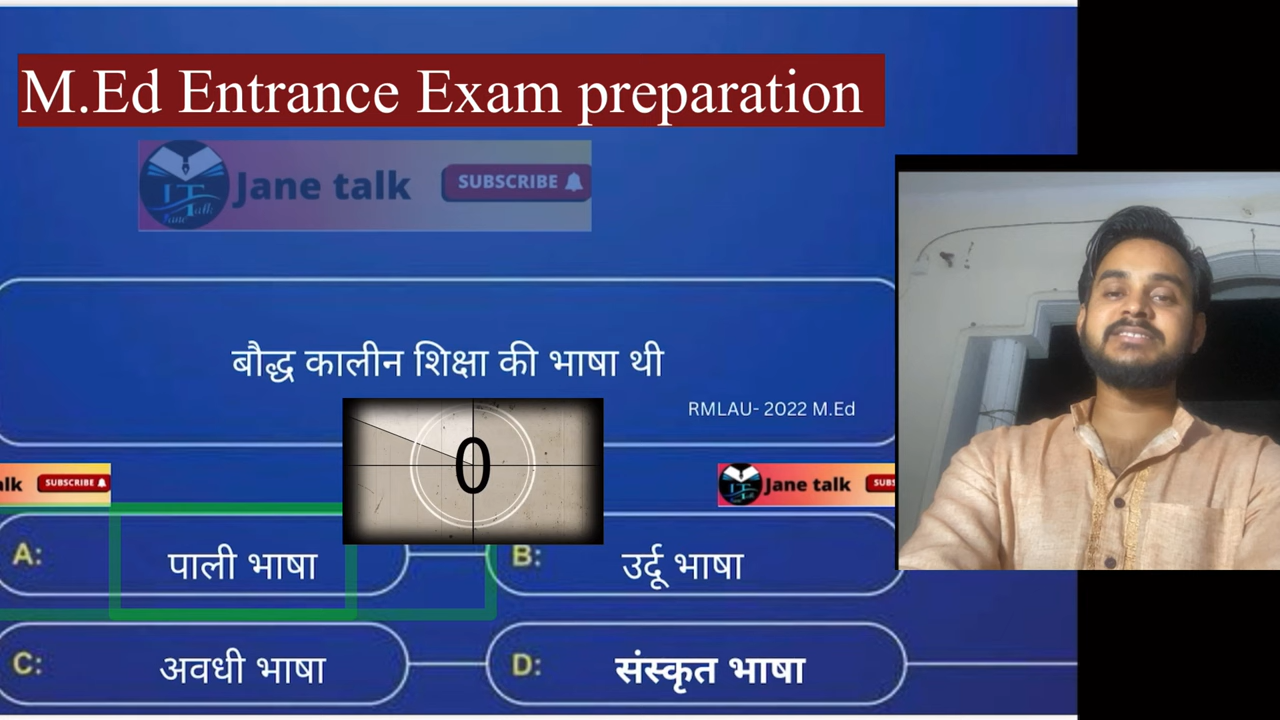 M.Ed Entrance Exam preparation
Jane talk SUBSCRIBE
बौद्ध कालीन शिक्षा की भाषा थी
RMLAU- 2022 M.Ed
0
SUBSCRIBE
Jane talk
A: पाली भाषा
B: उर्दू भाषा
C: अवधी भाषा
D: संस्कृत भाषा